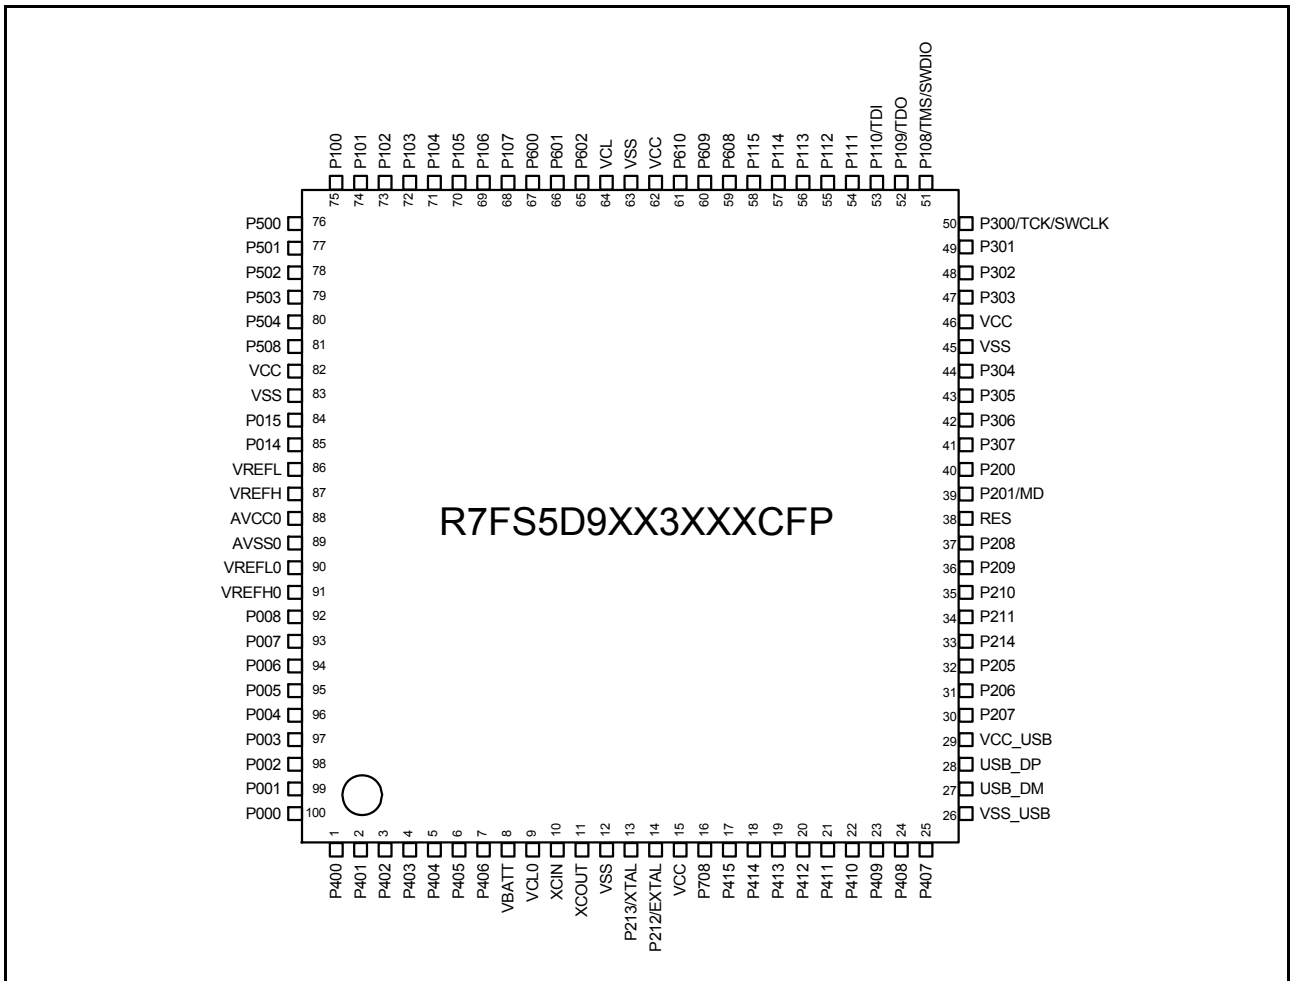 P100
P101
P102
P103
P104
P105
P106
P107
P600
P601
P602
VCL
VSS
VCC
P610
P609
P608
P115
P114
P113
P112
P111
P110/TDI
P109/TDO
P108/TMS/SWDIO
75
74
73
72
71
70
69
68
67
66
65
64
63
62
61
60
59
58
57
56
55
54
53
52
51
P500 76
P501 77
P502 78
P503 79
P504 80
P508 81
VCC 82
VSS 83
P015 84
P014 85
VREFL 86
VREFH 87
AVCC0 88
AVSS0 89
VREFL0 90
VREFH0 91
P008 92
P007 93
P006 94
P005 95
P004 96
P003 97
P002 98
P001 99
P000 100
R7FS5D9XX3XXXCFP
50 P300/TCK/SWCLK
49 P301
48 P302
47 P303
46 VCC
45 VSS
44 P304
43 P305
42 P306
41 P307
40 P200
39 P201/MD
38 RES
37 P208
36 P209
35 P210
34 P211
33 P214
32 P205
31 P206
30 P207
29 VCC_USB
28 USB_DP
27 USB_DM
26 VSS_USB
1
2
3
4
5
6
7
8
9
10
11
12
13
14
15
16
17
18
19
20
21
22
23
24
25
P400
P401
P402
P403
P404
P405
P406
VBATT
VCL0
XCIN
XCOUT
VSS
P213/XTAL
P212/EXTAL
VCC
P708
P415
P414
P413
P412
P411
P410
P409
P408
P407